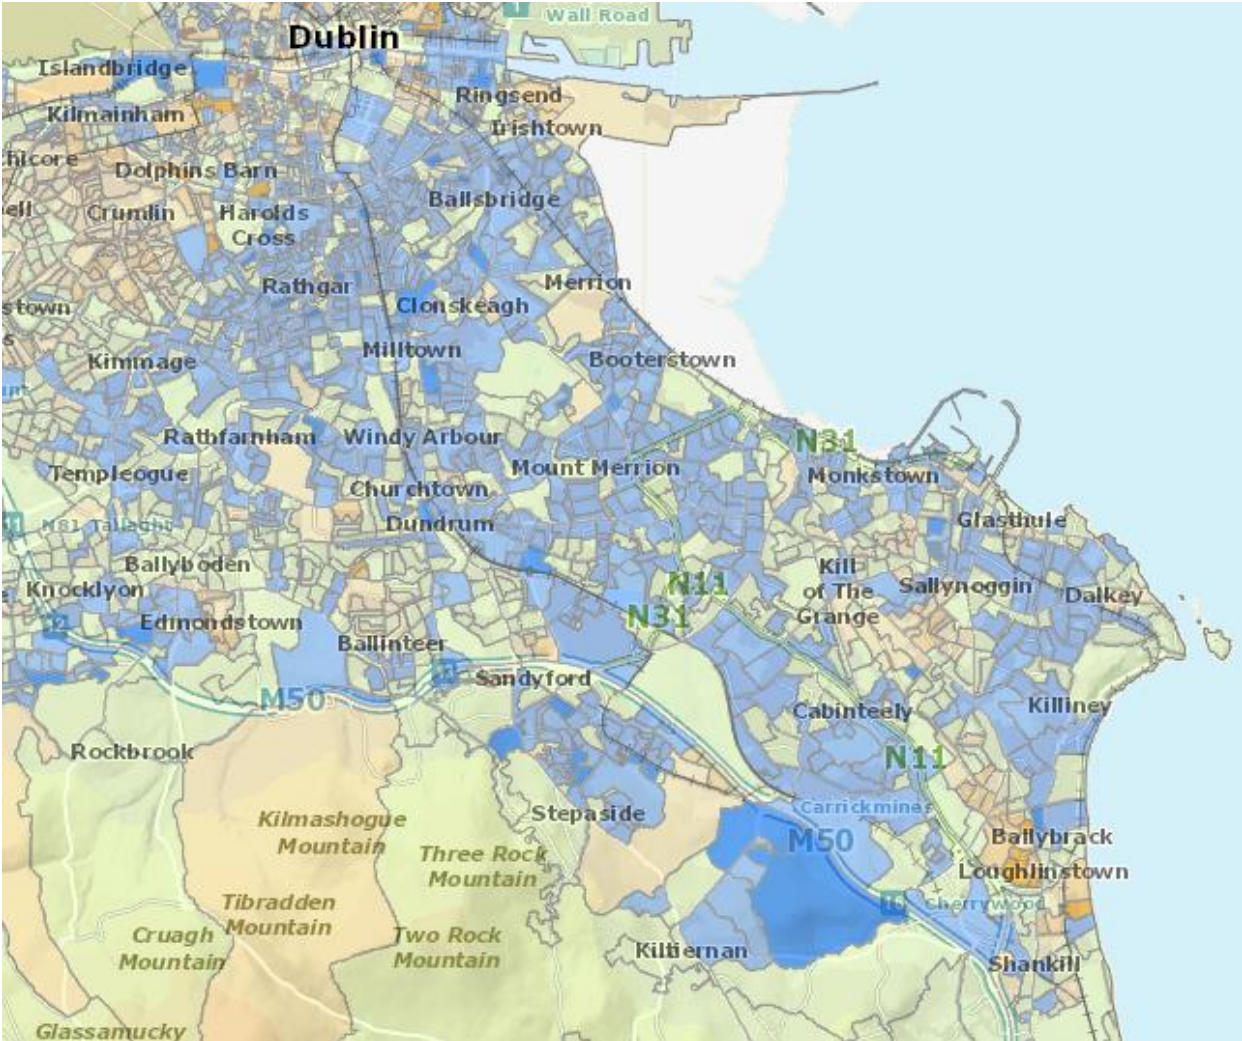 Wall Road
Dublin
Islandbridge
Ringsend
Kilmainham
Irishtown
hicore
Dolphins Barn
Ballsbridge
ell
Crumlin
Harolds
Cross
Merrion
Rathgar
Clonskeagh
stown
s
Milltown
Kimmage
Booterstown
Rathfarnham
Windy Arbour
N31
Mount Merrion
Monkstown
Templeogue
Churchtown
Glasthule
11
N81 Tallaght
Dundrum
Ballyboden
Kill
of The
Grange
N11
Sallynoggin
Knocklyon
Dalkey
Edmondstown
N31
Ballinteer
Sandyford
M50
Cabinteely
Killiney
Rockbrook
N11
Stepaside
Carrickmines
Kilmashogue
Mountain
M50
Ballybrack
Three Rock
Mountain
Loughlinstown
Tibradden
Mountain
Cherrywood
Cruagh
Mountain
Two Rock
Mountain
Kiltiernan
Shankill
Glassamucky